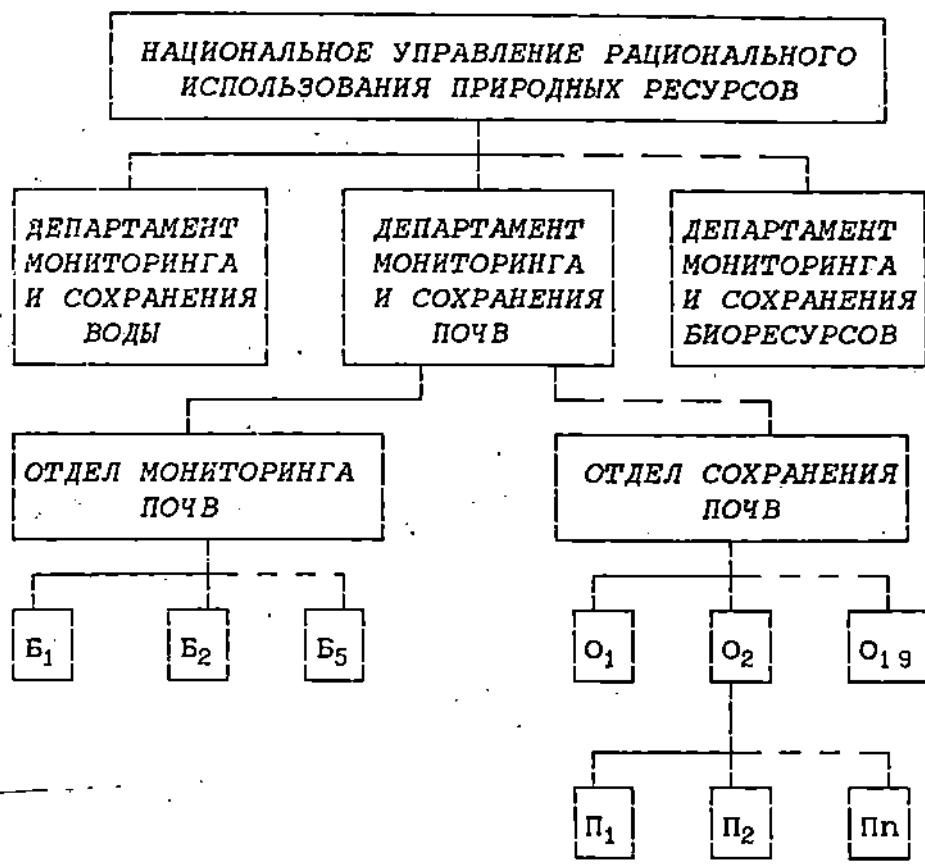 НАЦИОНАЛЬНОЕ УПРАВЛЕНИЕ РАЦИОНАЛЬНОГО
ИСПОЛЬЗОВАНИЯ ПРИРОДНЫХ РЕСУРСОВ
ДЕПАРТАМЕНТ
МОНИТОРИНГА
И СОХРАНЕНИЯ
ВОДЫ
ДЕПАРТАМЕНТ
МОНИТОРИНГА
И СОХРАНЕНИЯ
ПОЧВ
ДЕПАРТАМЕНТ
МОНИТОРИНГА
И СОХРАНЕНИЯ
БИОРЕСУРСОВ
ОТДЕЛ МОНИТОРИНГА
ПОЧВ
ОТДЕЛ СОХРАНЕНИЯ
ПОЧВ
Б₁
Б₂
Б₅
О₁
О₂
О₁₉
П₁
П₂
Пn